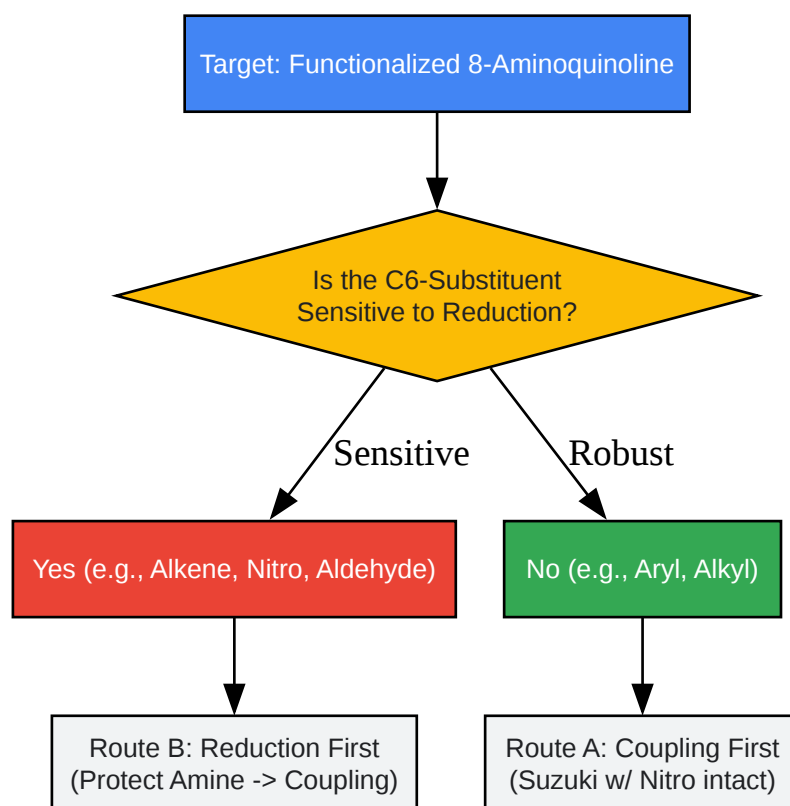 Target: Functionalized 8-Aminoquinoline
Is the C6-Substituent
Sensitive to Reduction?
Sensitive
Robust
Yes (e.g., Alkene, Nitro, Aldehyde)
No (e.g., Aryl, Alkyl)
Route B: Reduction First
(Protect Amine -> Coupling)
Route A: Coupling First
(Suzuki w/ Nitro intact)